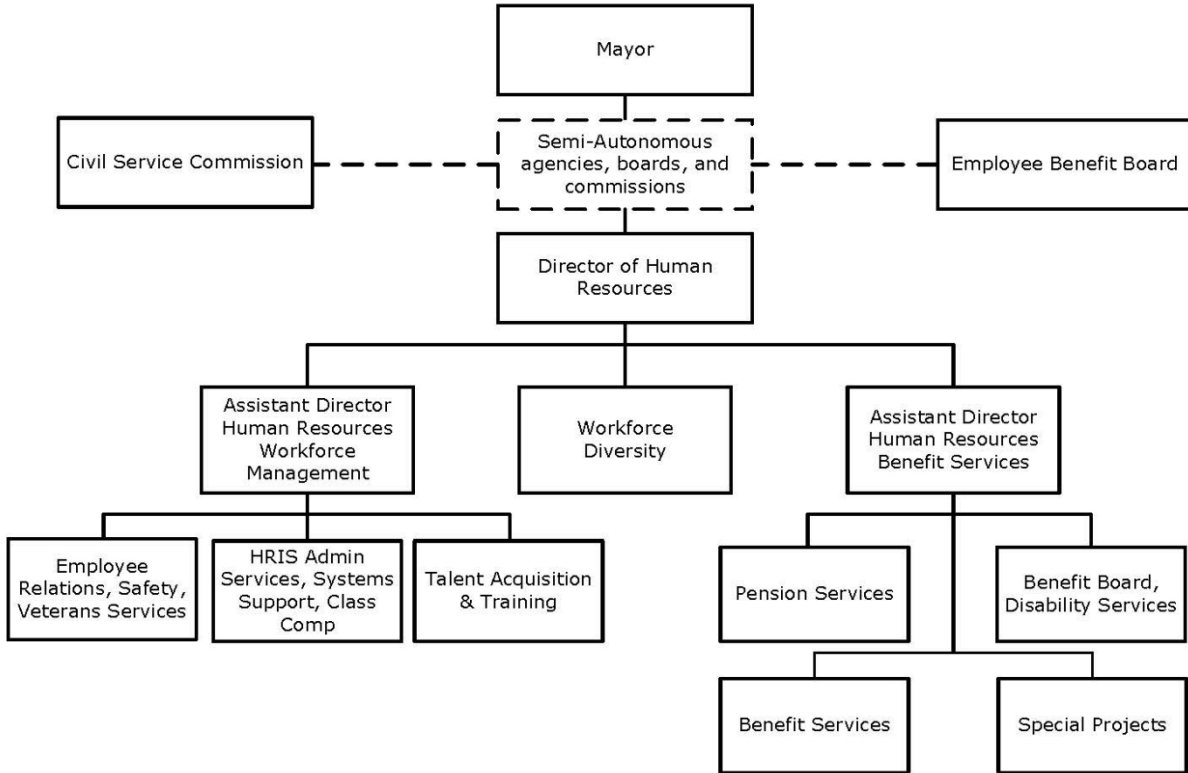 Mayor
Civil Service Commission
Semi-Autonomous
agencies, boards, and
commissions
Employee Benefit Board
Director of Human
Resources
Assistant Director
Human Resources
Workforce
Management
Workforce
Diversity
Assistant Director
Human Resources
Benefit Services
Employee
Relations, Safety,
Veterans Services
HRIS Admin
Services, Systems
Support, Class
Comp
Talent Acquisition
& Training
Pension Services
Benefit Board,
Disability Services
Benefit Services
Special Projects